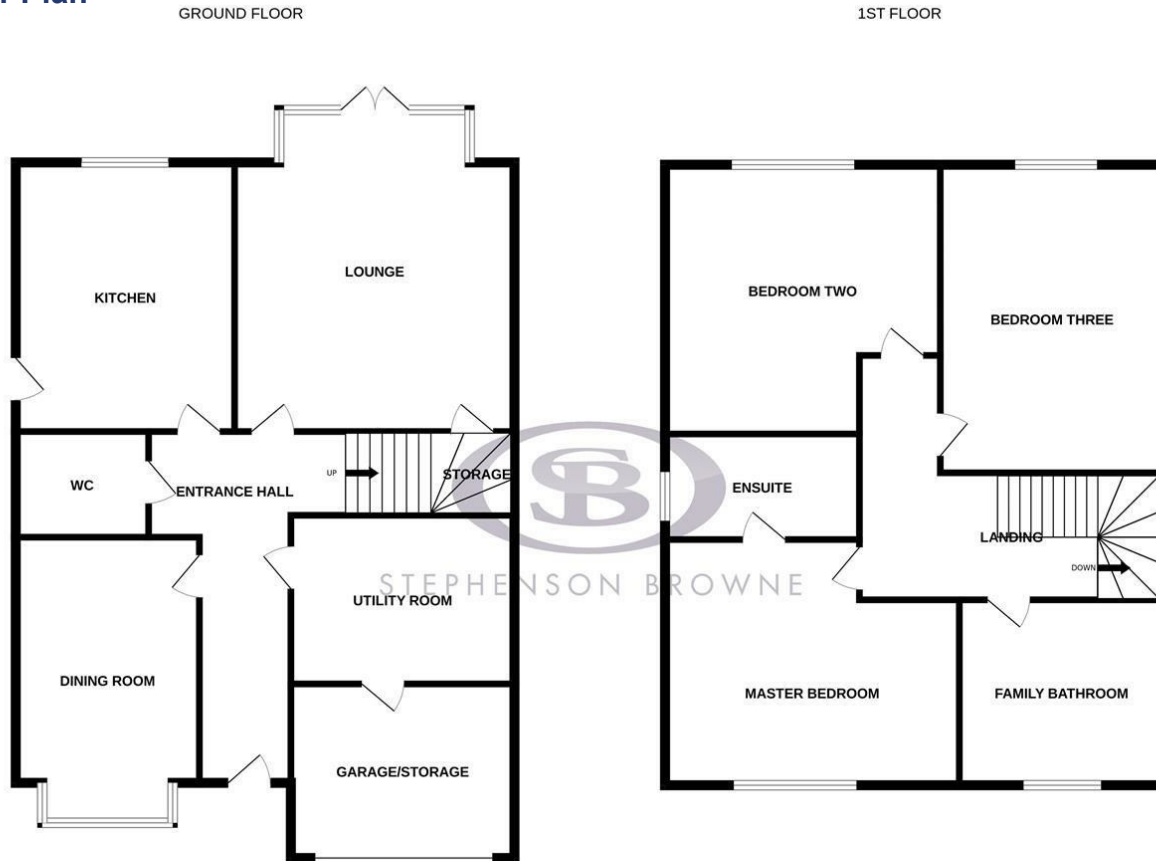 GROUND FLOOR
1ST FLOOR
KITCHEN
LOUNGE
WC
ENTRANCE HALL
UP
STORAGE
UTILITY ROOM
DINING ROOM
GARAGE/STORAGE
BEDROOM TWO
BEDROOM THREE
ENSUITE
LANDING
DOWN
MASTER BEDROOM
FAMILY BATHROOM
SB
STEPHENSON BROWNE